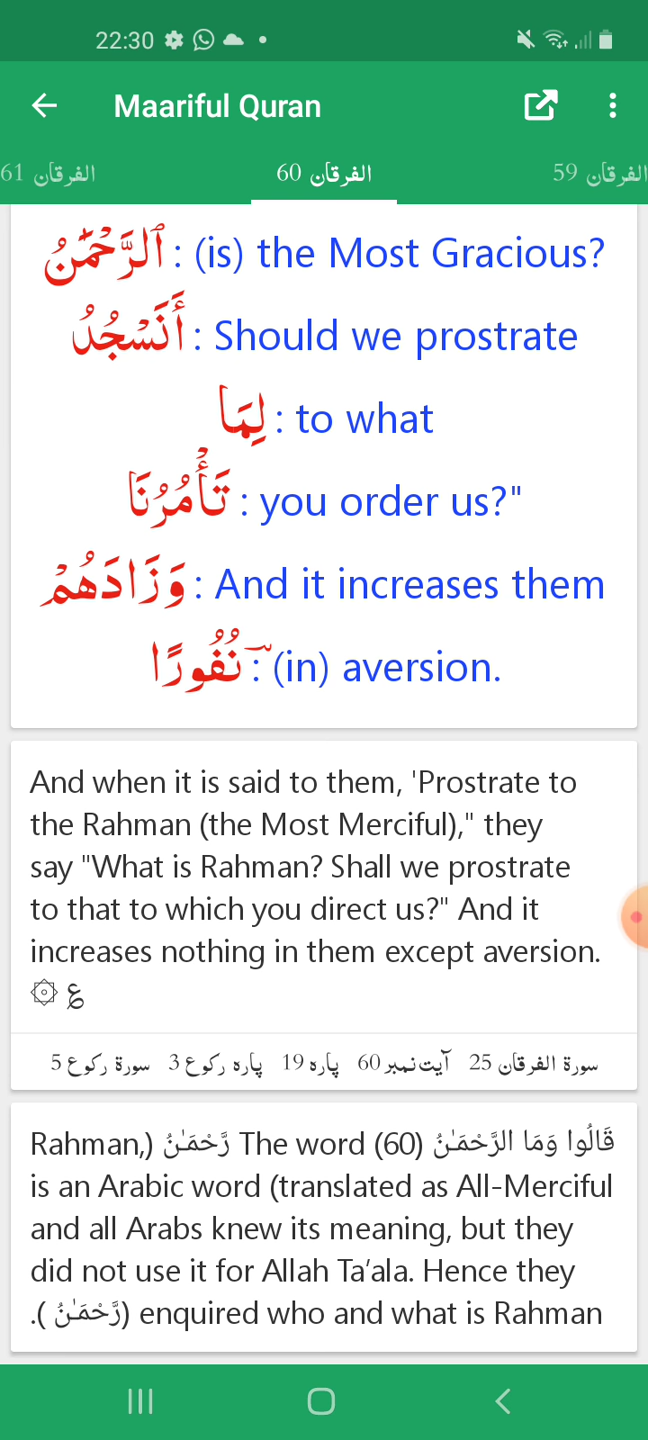 22:30
Maariful Quran
الفرقان 61 الفرقان 60 الفرقان 59
ٱلرَّحْمَٰنُ : (is) the Most Gracious?
أَنَسْجُدُ : Should we prostrate
لِمَا : to what
تَأْمُرُنَا : you order us?"
وَزَادَهُمْ : And it increases them
نُفُورًا ۩ : (in) aversion.
And when it is said to them, 'Prostrate to
the Rahman (the Most Merciful)," they
say "What is Rahman? Shall we prostrate
to that to which you direct us?" And it
increases nothing in them except aversion.
۞ ع
سورة الفرقان 25 آیت نمبر 60 پاره 19 پاره رکوع 3 سورة رکوع 5
Rahman,) رَّحْمَـٰنُ The word (60) قَالُوا وَمَا الرَّحْمَـٰنُ
is an Arabic word (translated as All-Merciful
and all Arabs knew its meaning, but they
did not use it for Allah Ta’ala. Hence they
.( رَّحْمَـٰنُ) enquired who and what is Rahman